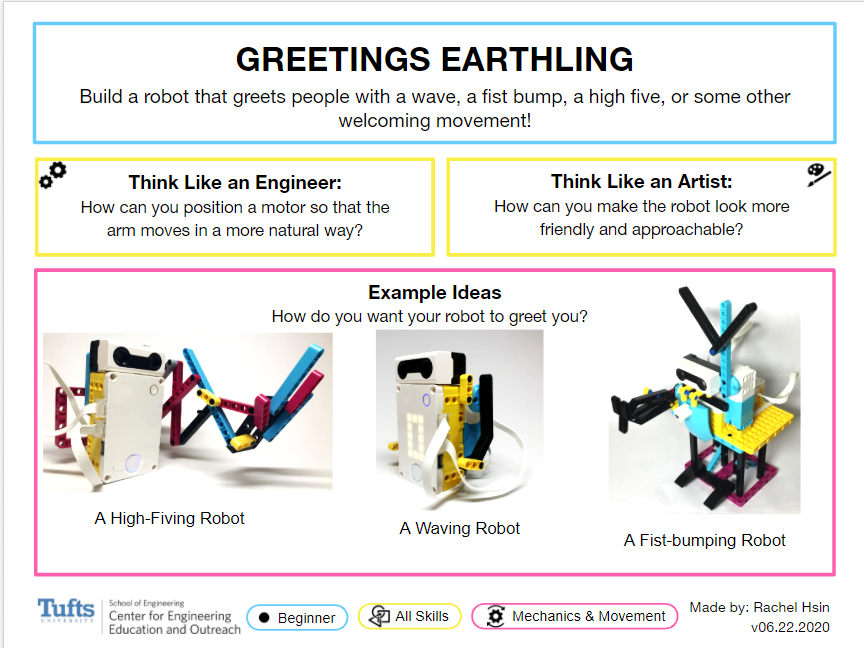 GREETINGS EARTHLING
Build a robot that greets people with a wave, a fist bump, a high five, or some other
welcoming movement!
Think Like an Engineer:
How can you position a motor so that the
arm moves in a more natural way?
Think Like an Artist:
How can you make the robot look more
friendly and approachable?
Example Ideas
How do you want your robot to greet you?
A High-Fiving Robot
A Waving Robot
A Fist-bumping Robot
Tufts
UNIVERSITY
School of Engineering
Center for Engineering
Education and Outreach
Beginner
All Skills
Mechanics & Movement
Made by: Rachel Hsin
v06.22.2020